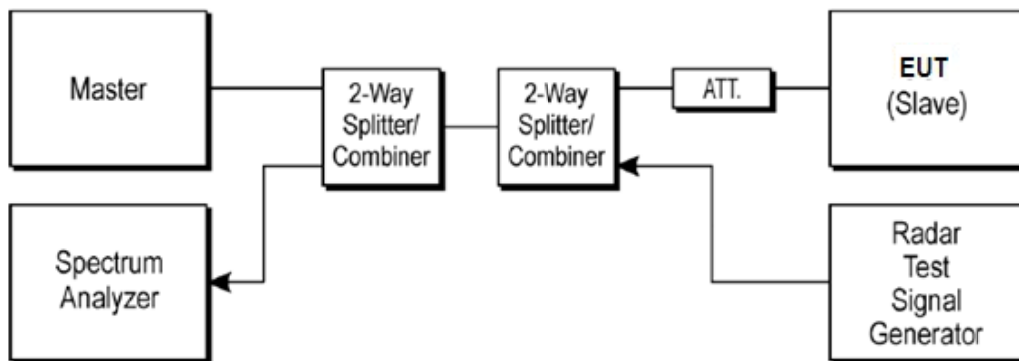 Master
2-Way
Splitter/
Combiner
2-Way
Splitter/
Combiner
ATT.
EUT
(Slave)
Spectrum
Analyzer
Radar
Test
Signal
Generator